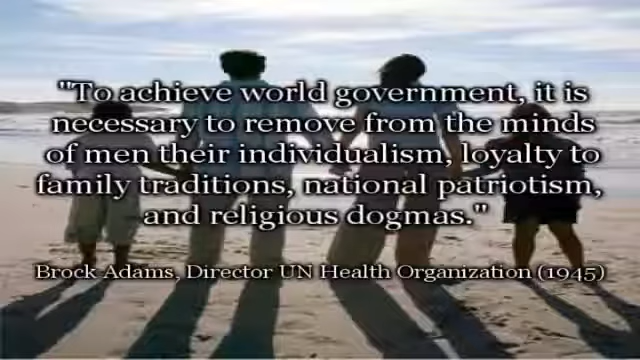 "To achieve world government, it is
necessary to remove from the minds
of men their individualism, loyalty to
family traditions, national patriotism,
and religious dogmas."
Brock Adams, Director UN Health Organization (1945)